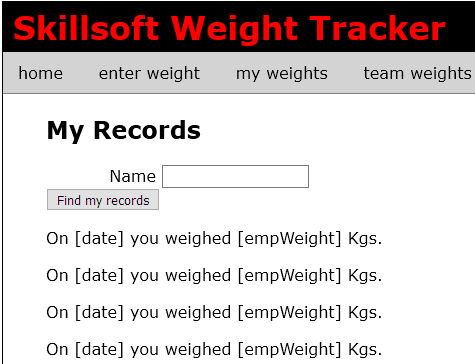 Skillsoft Weight Tracker
home enter weight my weights team weights
My Records
Name
Find my records
On [date] you weighed [empWeight] Kgs.
On [date] you weighed [empWeight] Kgs.
On [date] you weighed [empWeight] Kgs.
On [date] you weighed [empWeight] Kgs.